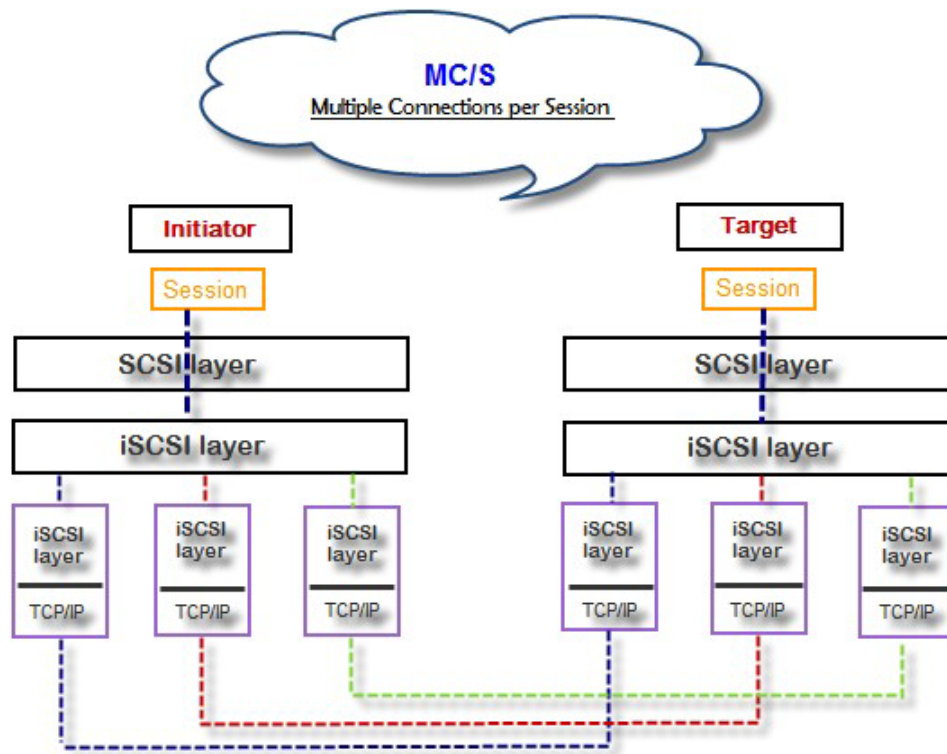 MC/S
Multiple Connections per Session
Initiator
Target
Session
Session
SCSI layer
SCSI layer
iSCSI layer
iSCSI layer
iSCSI
layer
TCP/IP
iSCSI
layer
TCP/IP
iSCSI
layer
TCP/IP
iSCSI
layer
TCP/IP
iSCSI
layer
TCP/IP
iSCSI
layer
TCP/IP